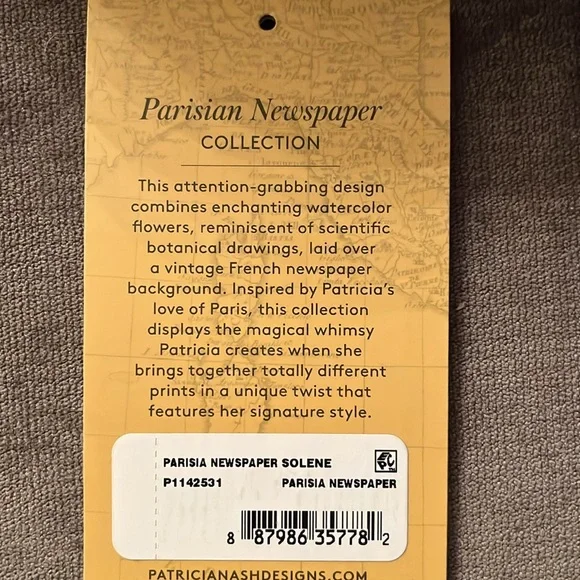 Parisian Newspaper
COLLECTION
This attention-grabbing design
combines enchanting watercolor
flowers, reminiscent of scientific
botanical drawings, laid over
a vintage French newspaper
background. Inspired by Patricia's
love of Paris, this collection
displays the magical whimsy
Patricia creates when she
brings together totally different
prints in a unique twist that
features her signature style.
PARISIA NEWSPAPER SOLENE
P1142531 PARISIA NEWSPAPER
8 87986 35778 2
PATRICIANASHDESIGNS.COM